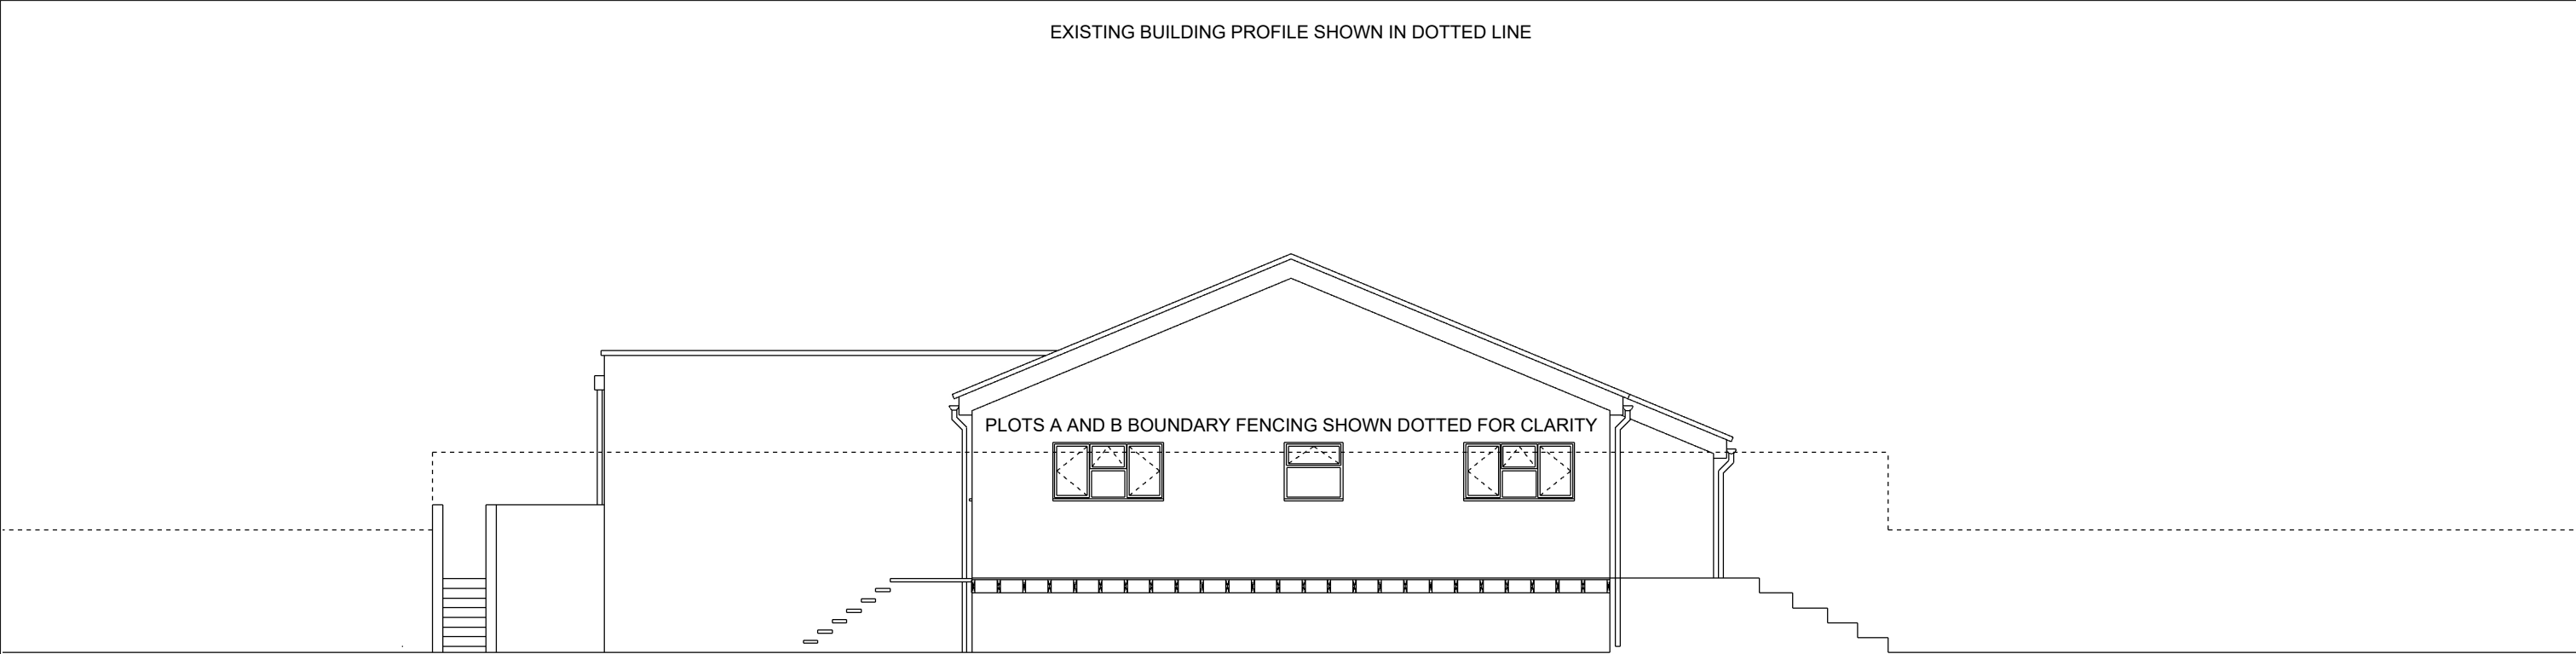 EXISTING BUILDING PROFILE SHOWN IN DOTTED LINE
PLOTS A AND B BOUNDARY FENCING SHOWN DOTTED FOR CLARITY